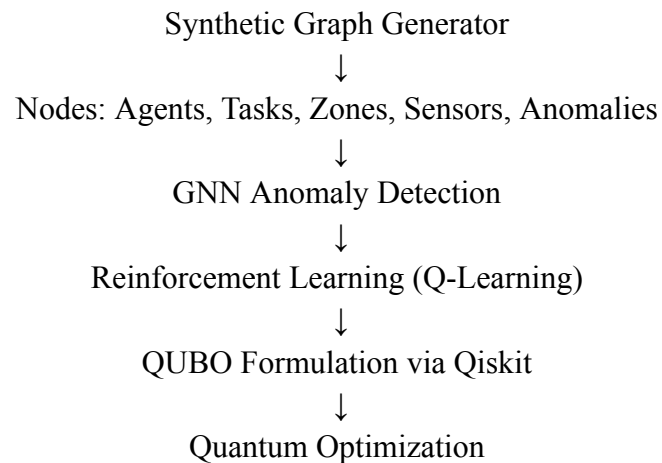 Synthetic Graph Generator
↓
Nodes: Agents, Tasks, Zones, Sensors, Anomalies
↓
GNN Anomaly Detection
↓
Reinforcement Learning (Q-Learning)
↓
QUBO Formulation via Qiskit
↓
Quantum Optimization